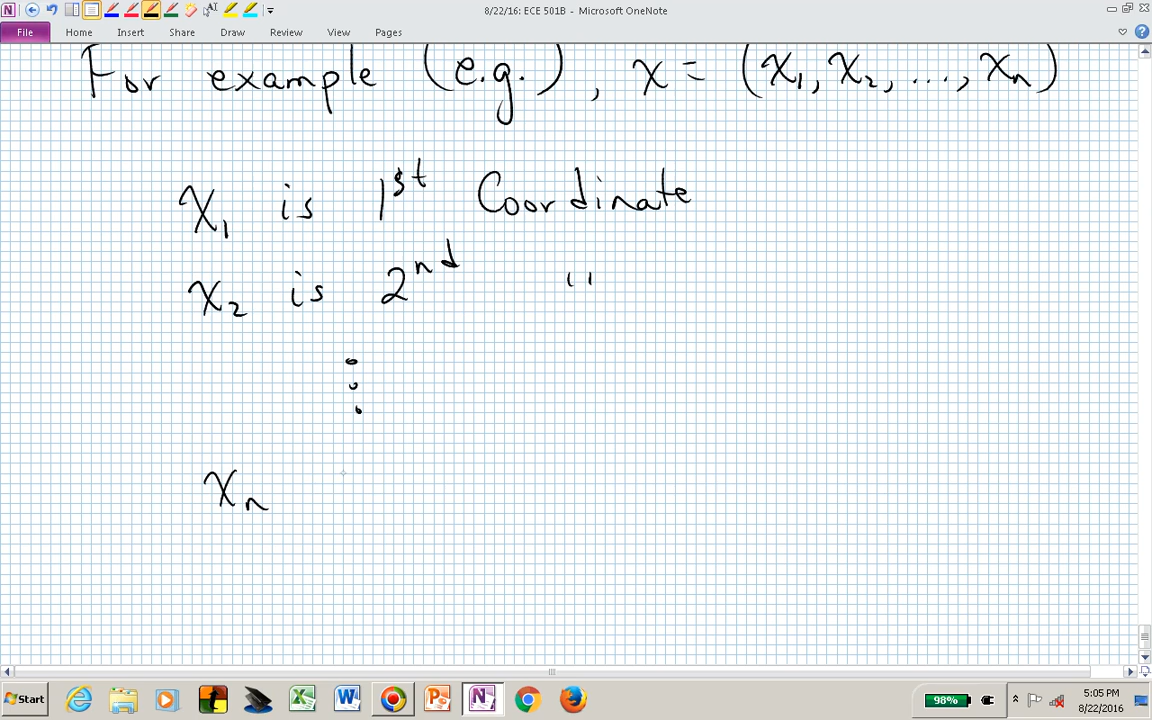 8/22/16: ECE 501B - Microsoft OneNote
File Home Insert Share Draw Review View Pages
For example (e.g.), x = (x₁, x₂, ..., xₙ)
x₁ is 1ˢᵗ Coordinate
x₂ is 2ⁿᵈ "
⋮
xₙ
Start 98% 5:05 PM
8/22/2016